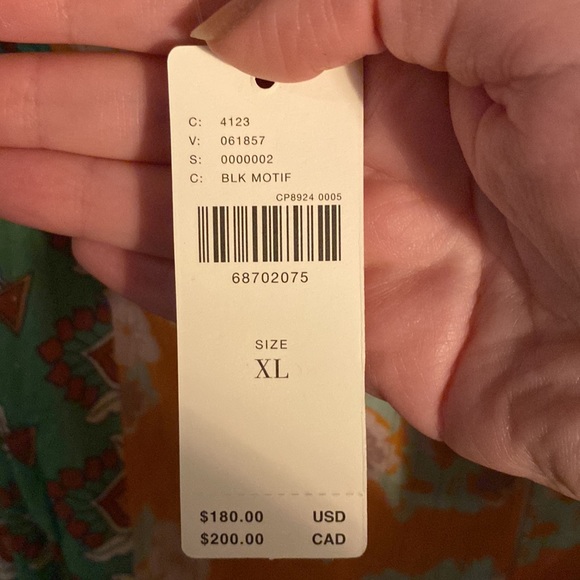 C: 4123
V: 061857
S: 0000002
C: BLK MOTIF
CP8924 0005
68702075
SIZE
XL
$180.00 USD
$200.00 CAD